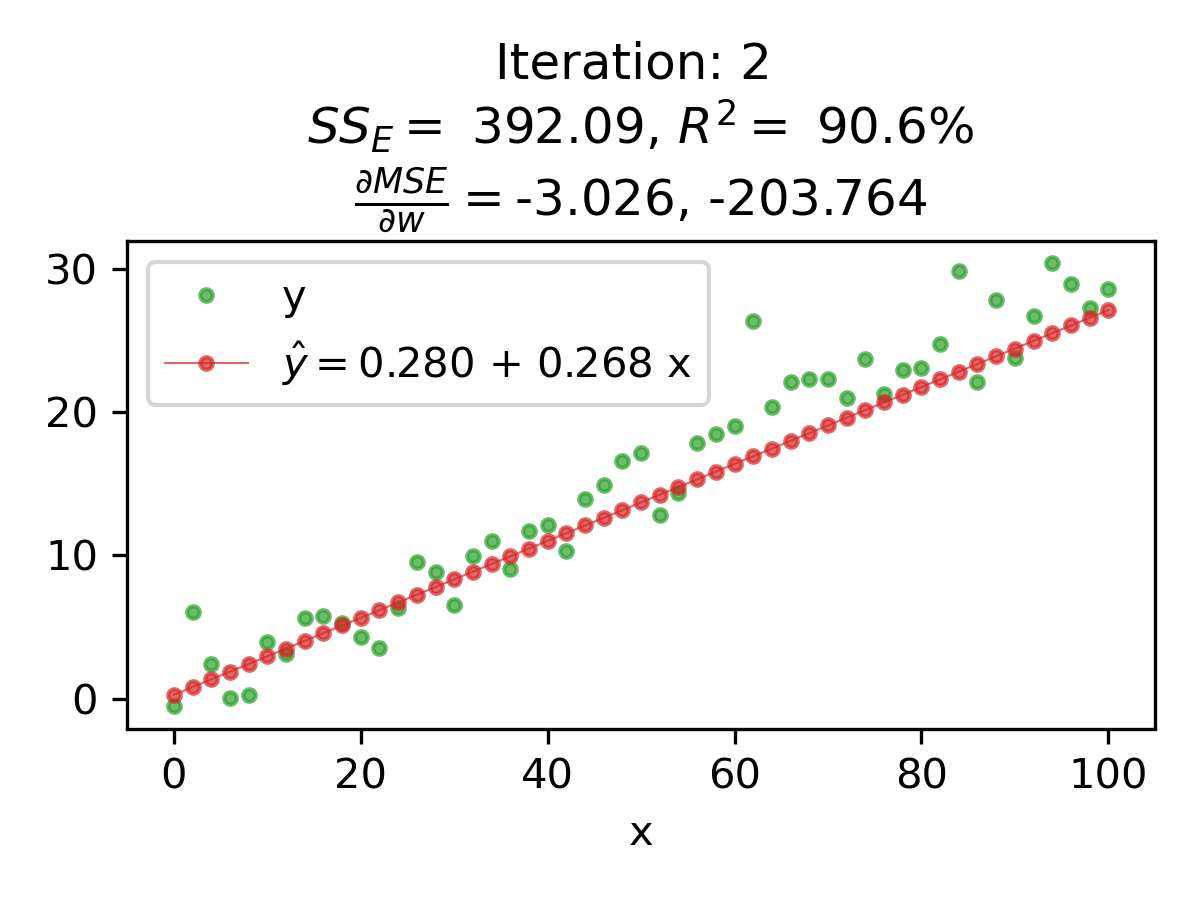 Iteration: 2
SS_E = 392.09, R² = 90.6%
∂MSE/∂w = -3.026, -203.764
30
20
10
0
y
ŷ = 0.280 + 0.268 x
0 20 40 60 80 100
x